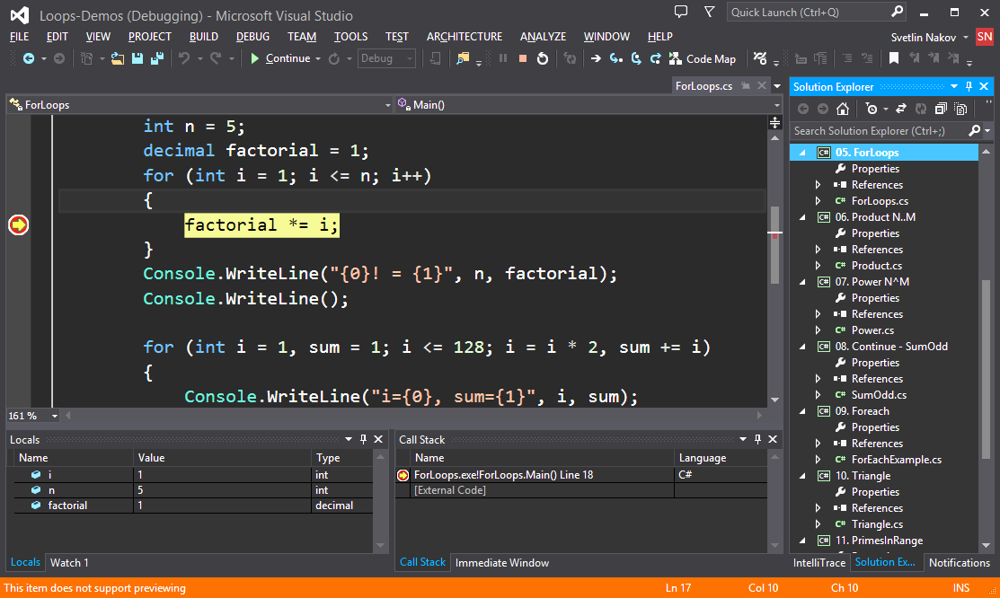 Loops-Demos (Debugging) - Microsoft Visual Studio
Quick Launch (Ctrl+Q)
FILE EDIT VIEW PROJECT BUILD DEBUG TEAM TOOLS TEST ARCHITECTURE ANALYZE WINDOW HELP
Svetlin Nakov SN
Continue Debug Code Map
ForLoops.cs
ForLoops Main()
int n = 5;
decimal factorial = 1;
for (int i = 1; i <= n; i++)
{
factorial *= i;
}
Console.WriteLine("{0}! = {1}", n, factorial);
Console.WriteLine();
for (int i = 1, sum = 1; i <= 128; i = i * 2, sum += i)
{
Console.WriteLine("i={0}, sum={1}", i, sum);
161 %
Solution Explorer
Search Solution Explorer (Ctrl+;)
C# 05. ForLoops
Properties
References
C# ForLoops.cs
C# 06. Product N..M
Properties
References
C# Product.cs
C# 07. Power N^M
Properties
References
C# Power.cs
C# 08. Continue - SumOdd
Properties
References
C# SumOdd.cs
C# 09. Foreach
Properties
References
C# ForEachExample.cs
C# 10. Triangle
Properties
References
C# Triangle.cs
C# 11. PrimesInRange
IntelliTrace Solution Ex... Notifications
Locals
Name Value Type
i 1 int
n 5 int
factorial 1 decimal
Locals Watch 1
Call Stack
Name Language
ForLoops.exe!ForLoops.Main() Line 18 C#
[External Code]
Call Stack Immediate Window
This item does not support previewing Ln 17 Col 10 Ch 10 INS